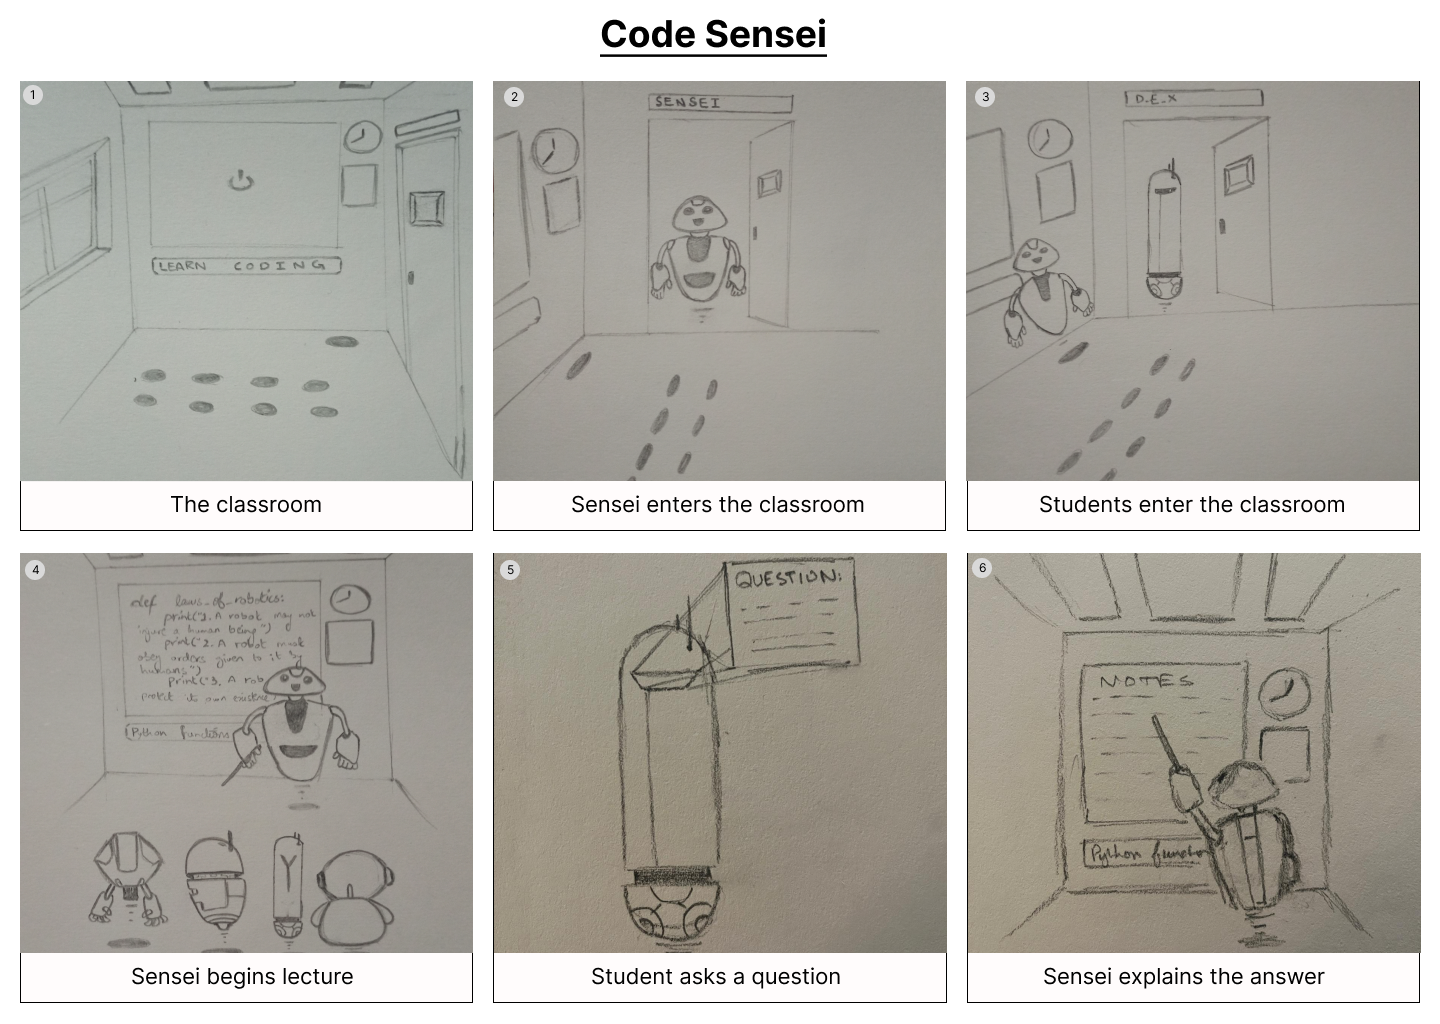 Code Sensei
1
LEARN CODING
The classroom
2
SENSEI
Sensei enters the classroom
3
D.E.X
Students enter the classroom
4
def laws_of_robotics:
print("1. A robot may not
injure a human being")
print("2. A robot must
obey orders given to it by
humans")
print("3. A rob
protect its own existence
Python functions
Sensei begins lecture
5
QUESTION:
Student asks a question
6
NOTES
Python functio
Sensei explains the answer